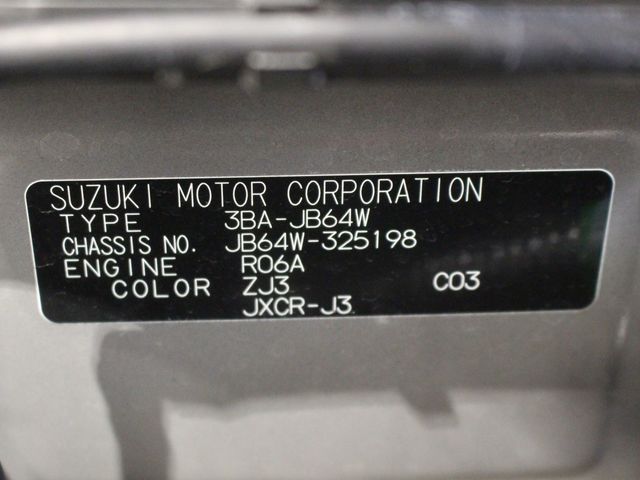 SUZUKI MOTOR CORPORATION
TYPE 3BA-JB64W
CHASSIS NO. JB64W-325198
ENGINE R06A
COLOR ZJ3 C03
JXCR-J3